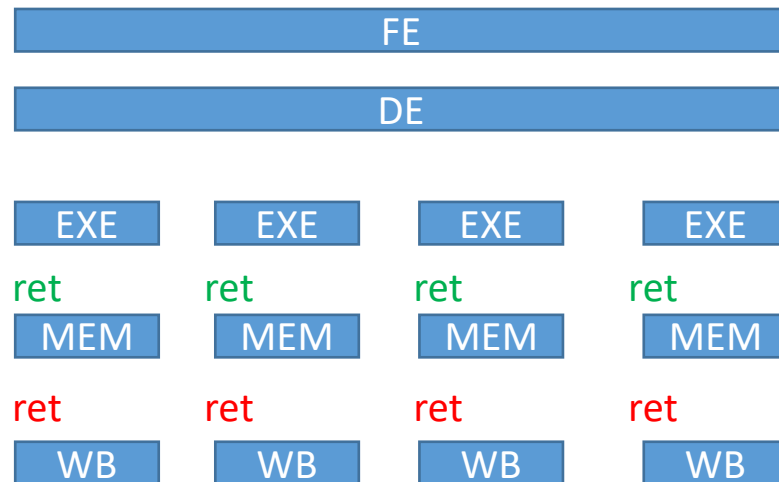 FE
DE
EXE EXE EXE EXE
ret ret ret ret
MEM MEM MEM MEM
ret ret ret ret
WB WB WB WB